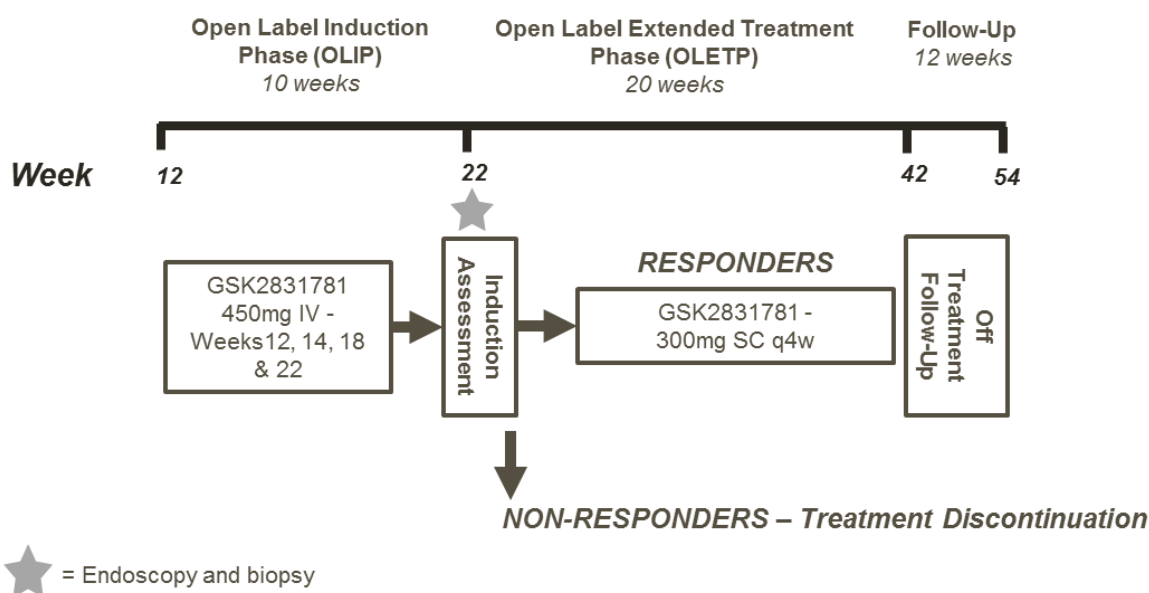 Open Label Induction
Phase (OLIP)
10 weeks
Open Label Extended Treatment
Phase (OLETP)
20 weeks
Follow-Up
12 weeks
Week
12
22
42
54
GSK2831781
450mg IV -
Weeks12, 14, 18
& 22
Induction
Assessment
RESPONDERS
GSK2831781 -
300mg SC q4w
Off
Treatment
Follow-Up
NON-RESPONDERS – Treatment Discontinuation
= Endoscopy and biopsy